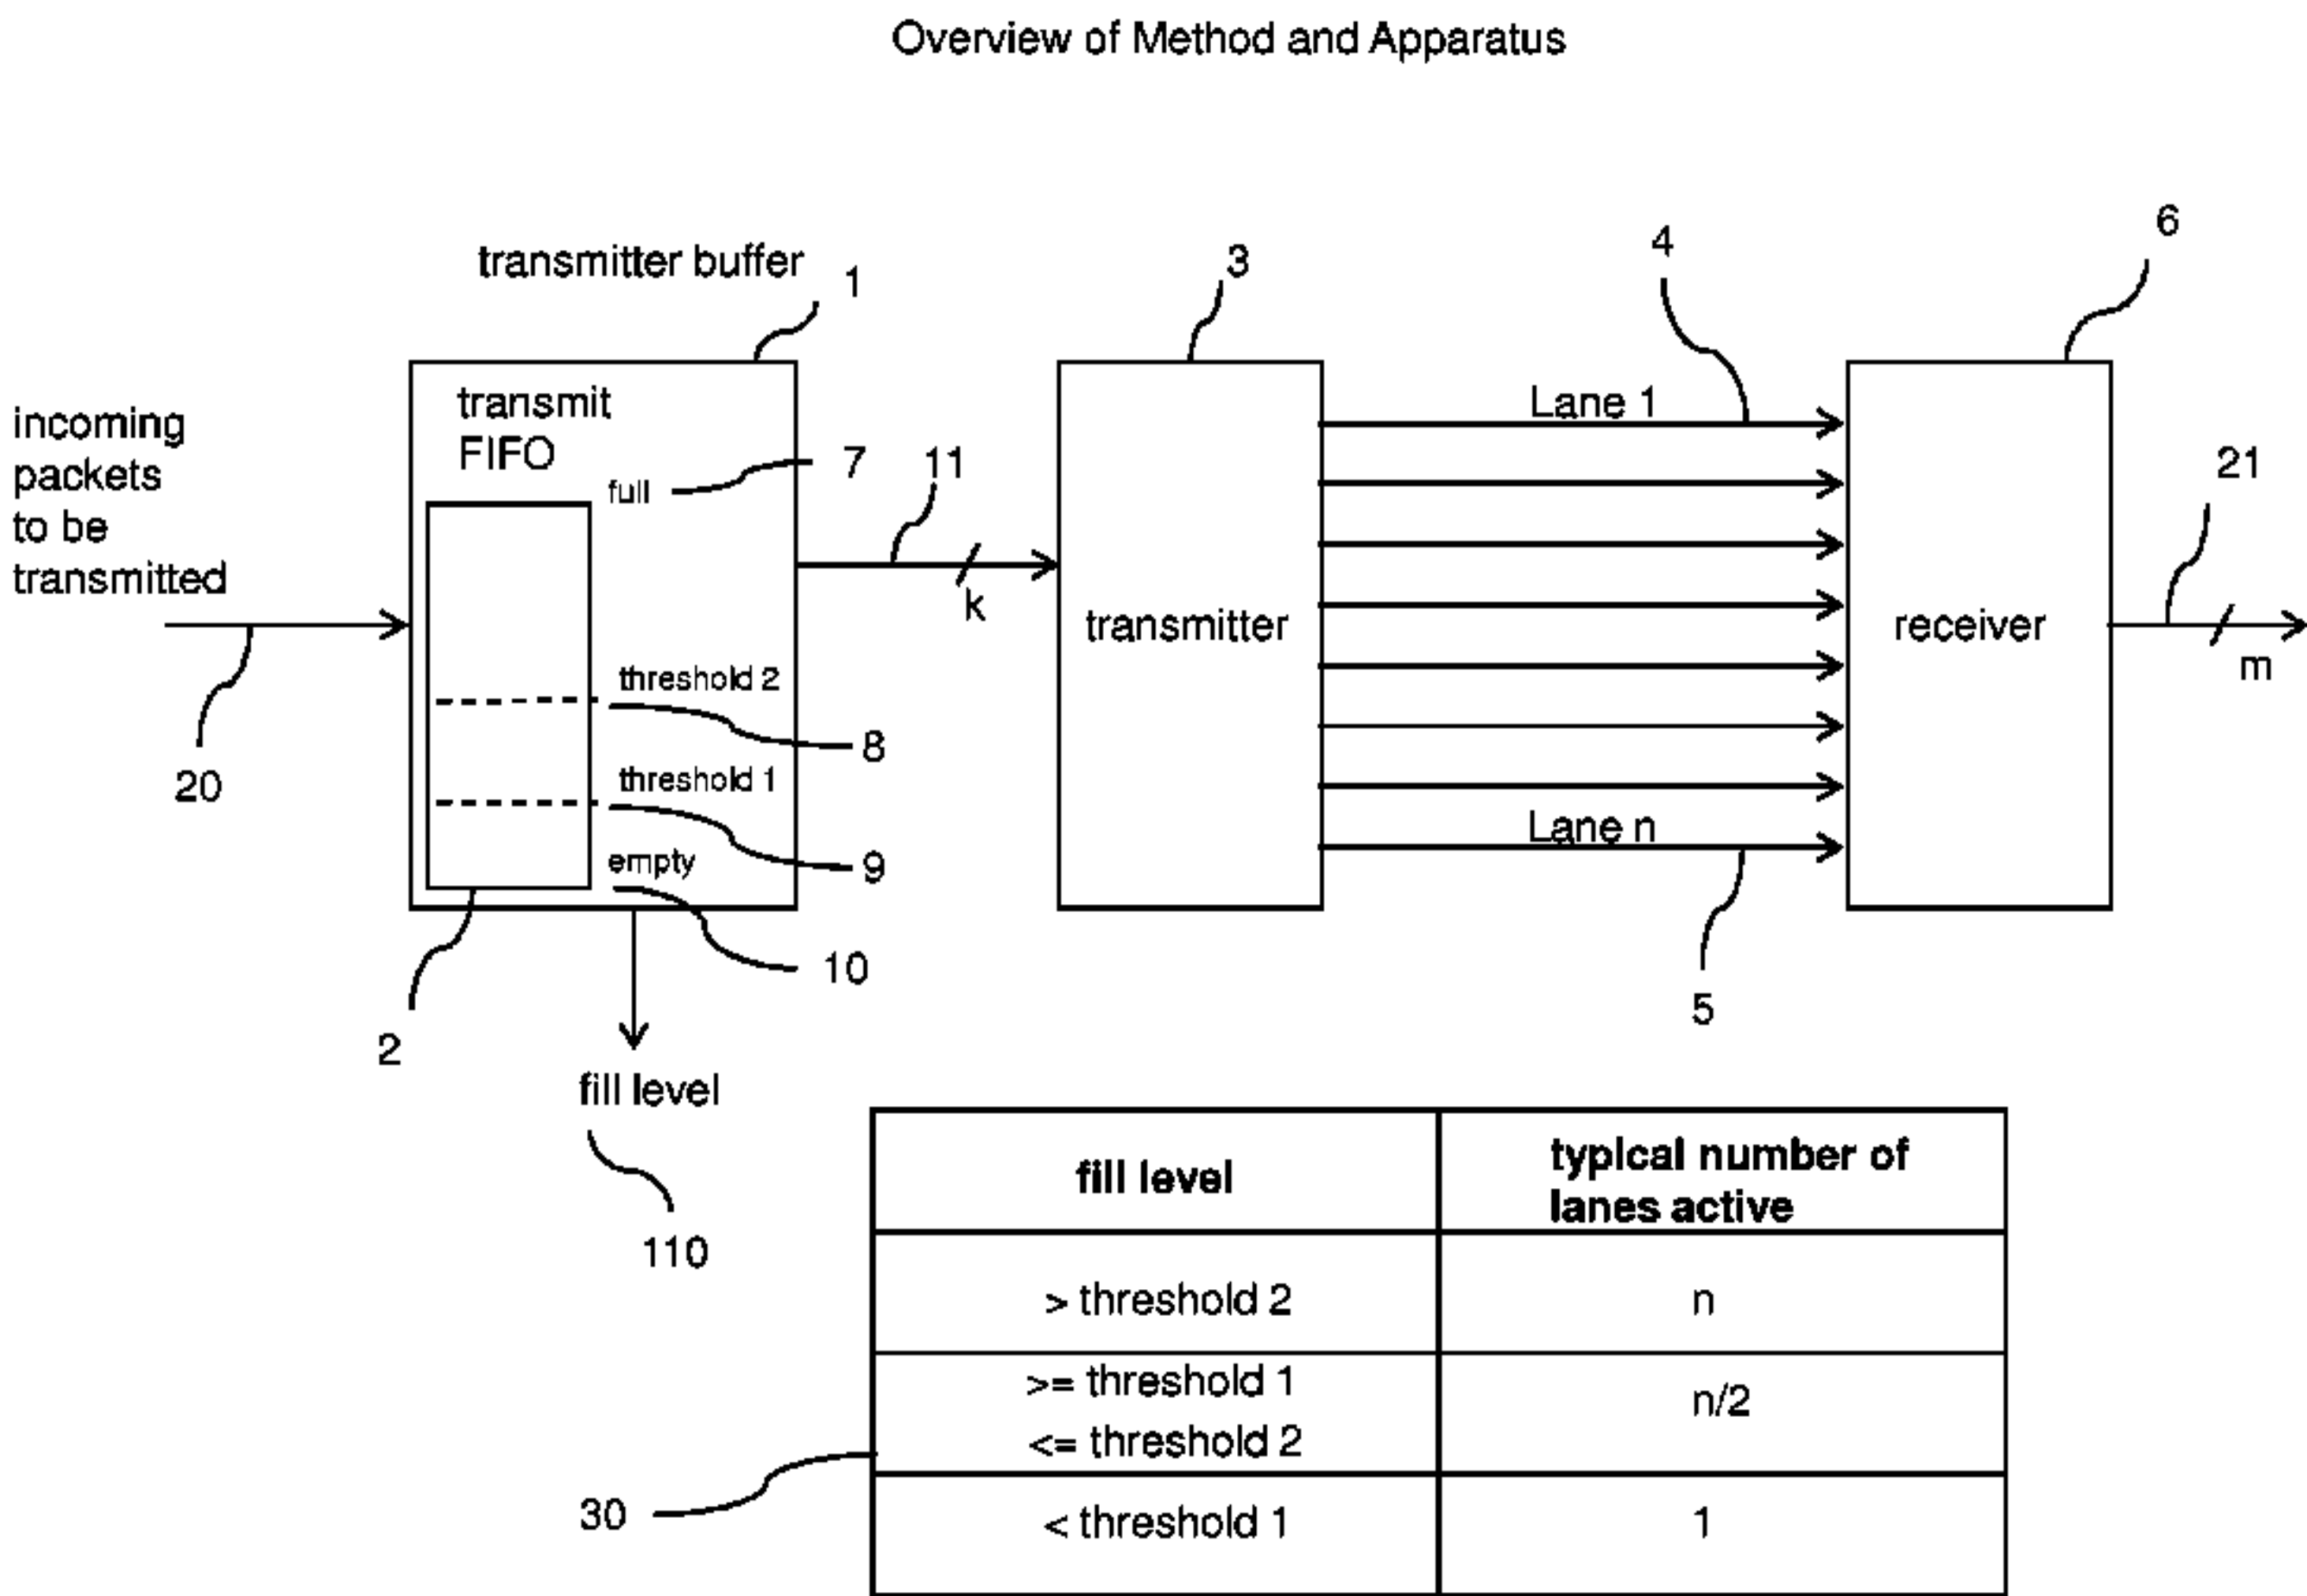 Overview of Method and Apparatus
transmitter buffer
1
3
4
6
incoming
packets
to be
transmitted
transmit
FIFO
full
7
11
k
transmitter
Lane 1
Lane n
receiver
21
m
20
threshold 2
8
threshold 1
9
empty
10
2
5
fill level
110
fill level
typical number of
lanes active
> threshold 2
n
>= threshold 1
<= threshold 2
n/2
30
< threshold 1
1